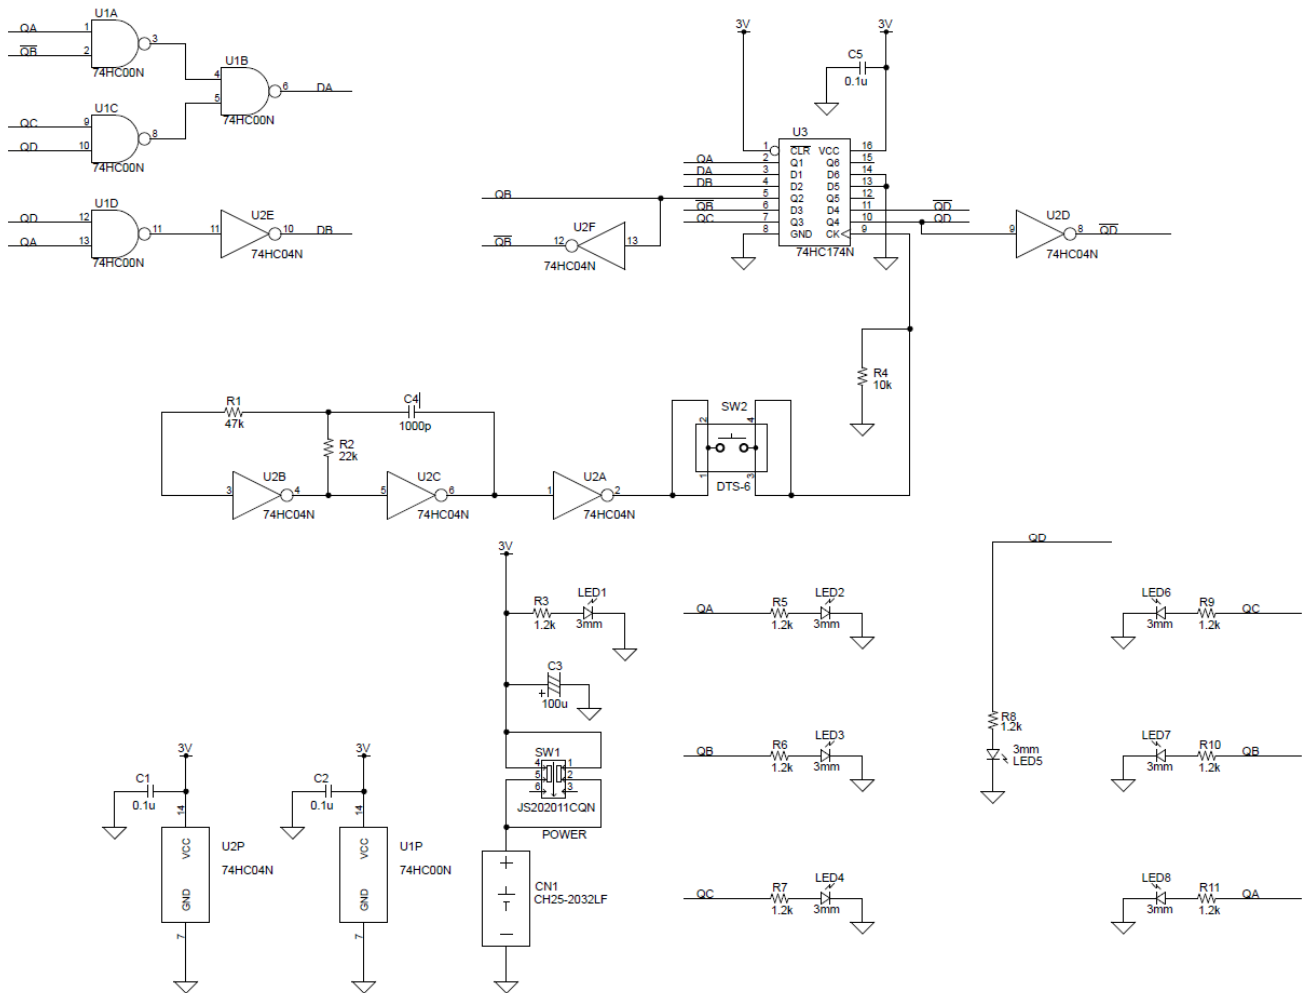 U1A
QA 1
3
QB 2
74HC00N
U1B
4
6 DA
5
74HC00N
U1C
QC 9
8
QD 10
74HC00N
U1D
QD 12
11
QA 13
74HC00N
U2E
11 10 DB
74HC04N
3V
3V
C5
0.1u
U3
1 CLR VCC 16
QA 2 Q1 Q6 15
DA 3 D1 D6 14
DB 4 D2 D5 13
QB 5 Q2 Q5 12
QB 6 D3 D4 11 QD
QC 7 Q3 Q4 10 QD
8 GND CK 9
74HC174N
U2F
QB 12 13
74HC04N
U2D
9 8 QD
74HC04N
R4
10k
R1
47k
C4
1000p
R2
22k
U2B
3 4
74HC04N
U2C
5 6
74HC04N
U2A
1 2
74HC04N
SW2
2 4
1 3
DTS-6
3V
R3
1.2k
LED1
3mm
C3
+
100u
SW1
4 1
5 2
6 3
JS202011CQN
POWER
+
CN1
CH25-2032LF
3V
C1
0.1u
14
VCC
GND
7
U2P
74HC04N
3V
C2
0.1u
14
VCC
GND
7
U1P
74HC00N
QA R5 LED2
1.2k 3mm
QB R6 LED3
1.2k 3mm
QC R7 LED4
1.2k 3mm
QD
R8
1.2k
3mm
LED5
LED6 R9 QC
3mm 1.2k
LED7 R10 QB
3mm 1.2k
LED8 R11 QA
3mm 1.2k